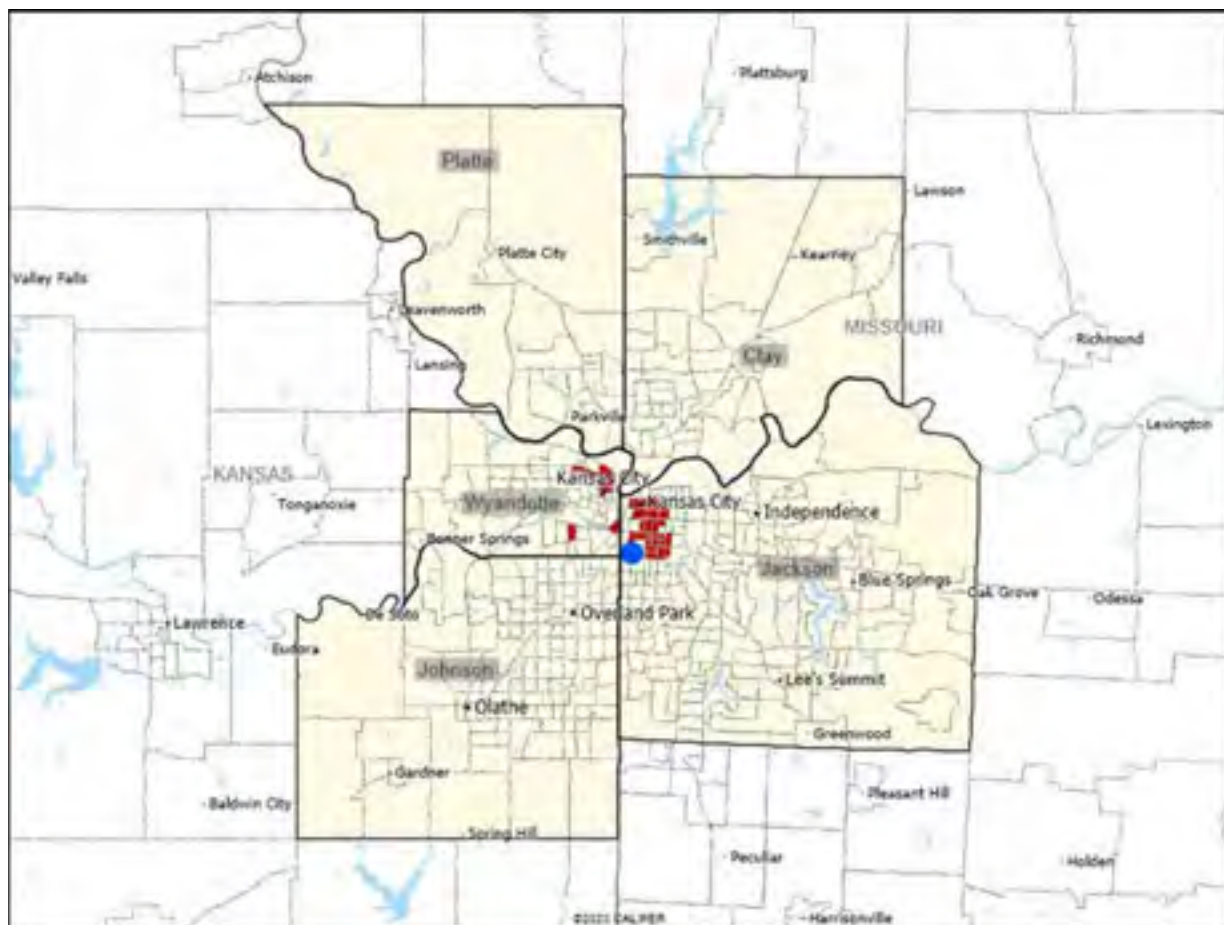 Atchison
Plattsburg
Platte
Lawson
Smithville
Platte City
Kearney
Valley Falls
Leavenworth
MISSOURI
Richmond
Clay
Lansing
Parkville
Lexington
KANSAS
Kansas City
Tonganoxie
Wyandotte
Kansas City
Independence
Bonner Springs
Jackson
Blue Springs
Oak Grove
Odessa
De Soto
Overland Park
Lawrence
Eudora
Johnson
Lee's Summit
Olathe
Greenwood
Gardner
Pleasant Hill
Baldwin City
Spring Hill
Peculiar
Holden
Harrisonville